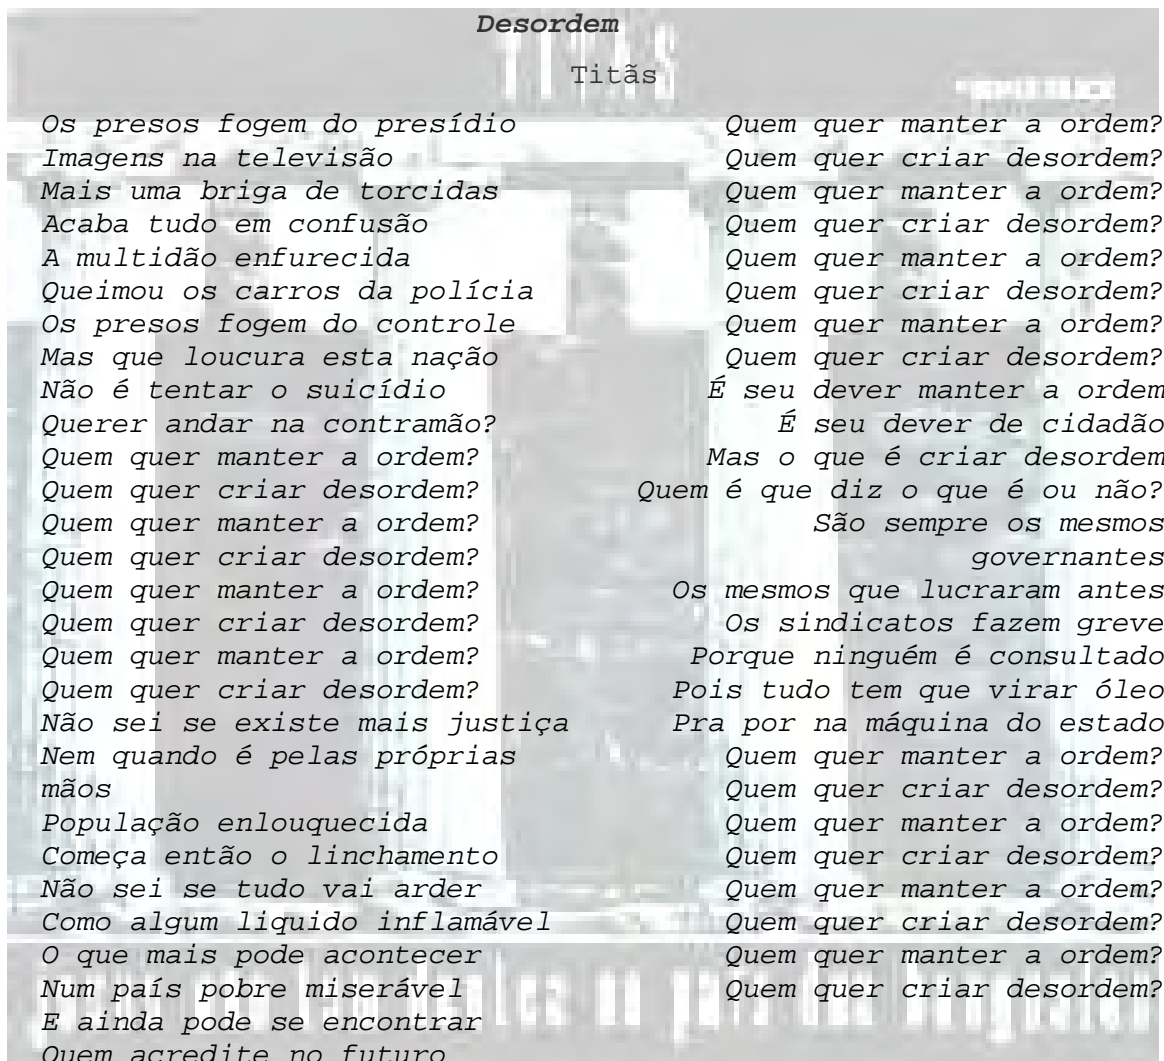 Desordem
TITÃS
Titãs
Os presos fogem do presídio
Imagens na televisão
Mais uma briga de torcidas
Acaba tudo em confusão
A multidão enfurecida
Queimou os carros da polícia
Os presos fogem do controle
Mas que loucura esta nação
Não é tentar o suicídio
Querer andar na contramão?
Quem quer manter a ordem?
Quem quer criar desordem?
Quem quer manter a ordem?
Quem quer criar desordem?
Quem quer manter a ordem?
Quem quer criar desordem?
Quem quer manter a ordem?
Quem quer criar desordem?
Não sei se existe mais justiça
Nem quando é pelas próprias
mãos
População enlouquecida
Começa então o linchamento
Não sei se tudo vai arder
Como algum liquido inflamável
O que mais pode acontecer
Num país pobre miserável
E ainda pode se encontrar
Quem acredite no futuro
Quem quer manter a ordem?
Quem quer criar desordem?
Quem quer manter a ordem?
Quem quer criar desordem?
Quem quer manter a ordem?
Quem quer criar desordem?
Quem quer manter a ordem?
Quem quer criar desordem?
É seu dever manter a ordem
É seu dever de cidadão
Mas o que é criar desordem
Quem é que diz o que é ou não?
São sempre os mesmos
governantes
Os mesmos que lucraram antes
Os sindicatos fazem greve
Porque ninguém é consultado
Pois tudo tem que virar óleo
Pra por na máquina do estado
Quem quer manter a ordem?
Quem quer criar desordem?
Quem quer manter a ordem?
Quem quer criar desordem?
Quem quer manter a ordem?
Quem quer criar desordem?
Quem quer manter a ordem?
Quem quer criar desordem?